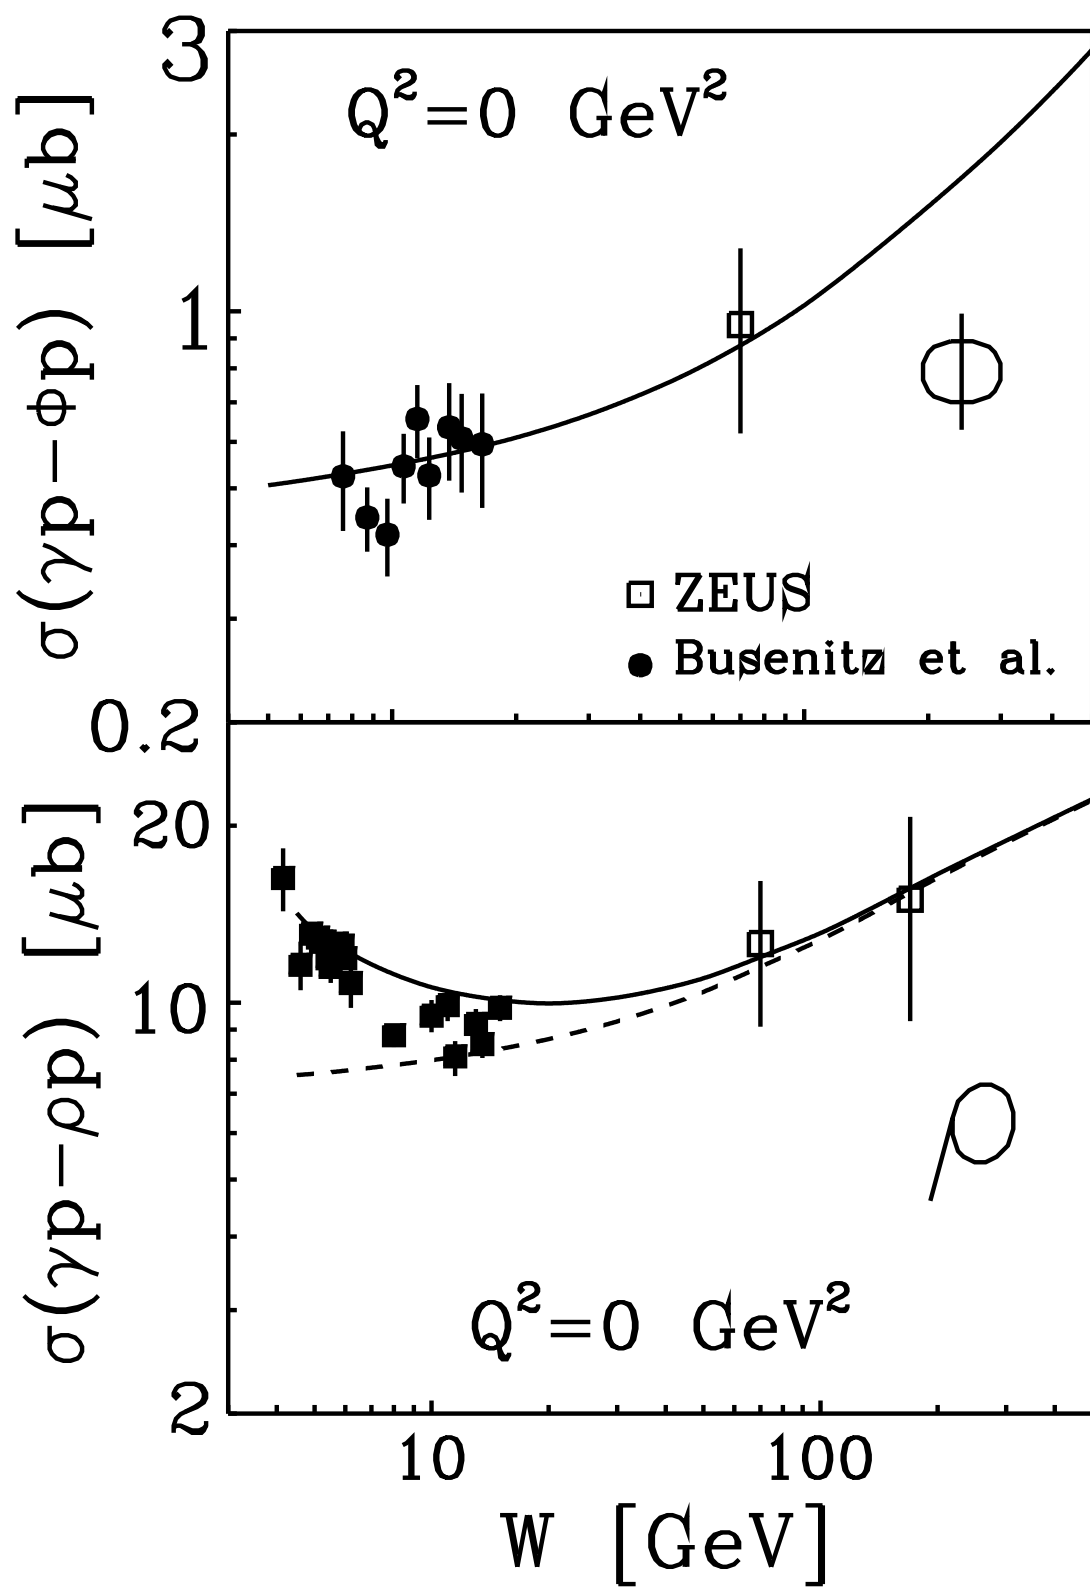 3
Q²=0 GeV²
σ(γp−Φp) [μb]
1
Φ
ZEUS
Busenitz et al.
0.2
20
σ(γp−ρp) [μb]
10
ρ
Q²=0 GeV²
2
10 100
W [GeV]